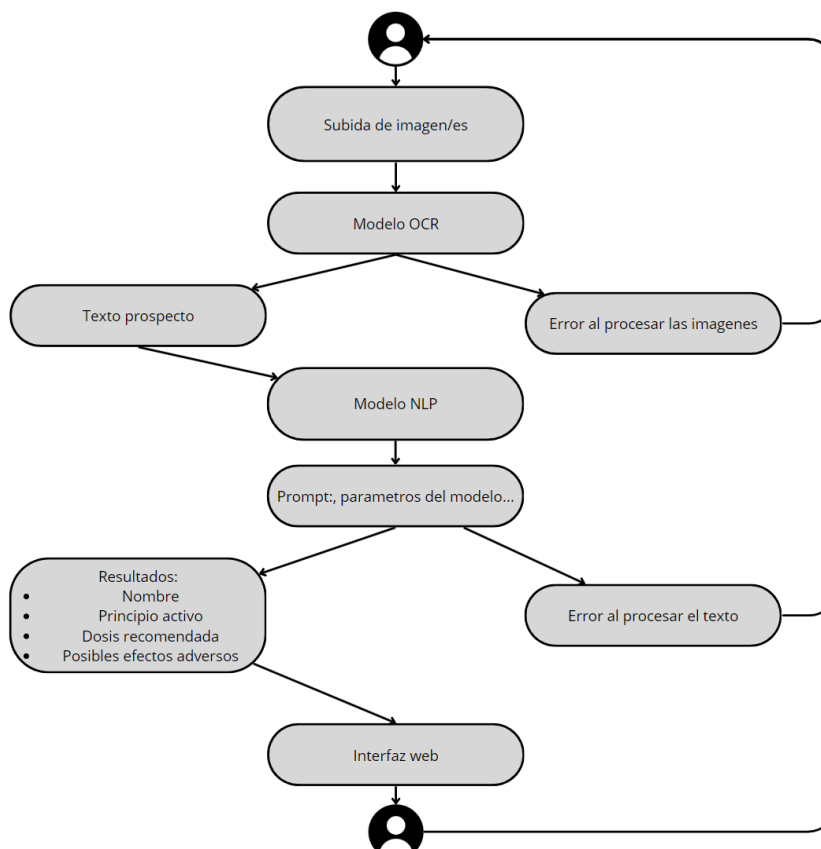 Subida de imagen/es
Modelo OCR
Texto prospecto
Error al procesar las imagenes
Modelo NLP
Prompt:, parametros del modelo...
Resultados:
• Nombre
• Principio activo
• Dosis recomendada
• Posibles efectos adversos
Error al procesar el texto
Interfaz web